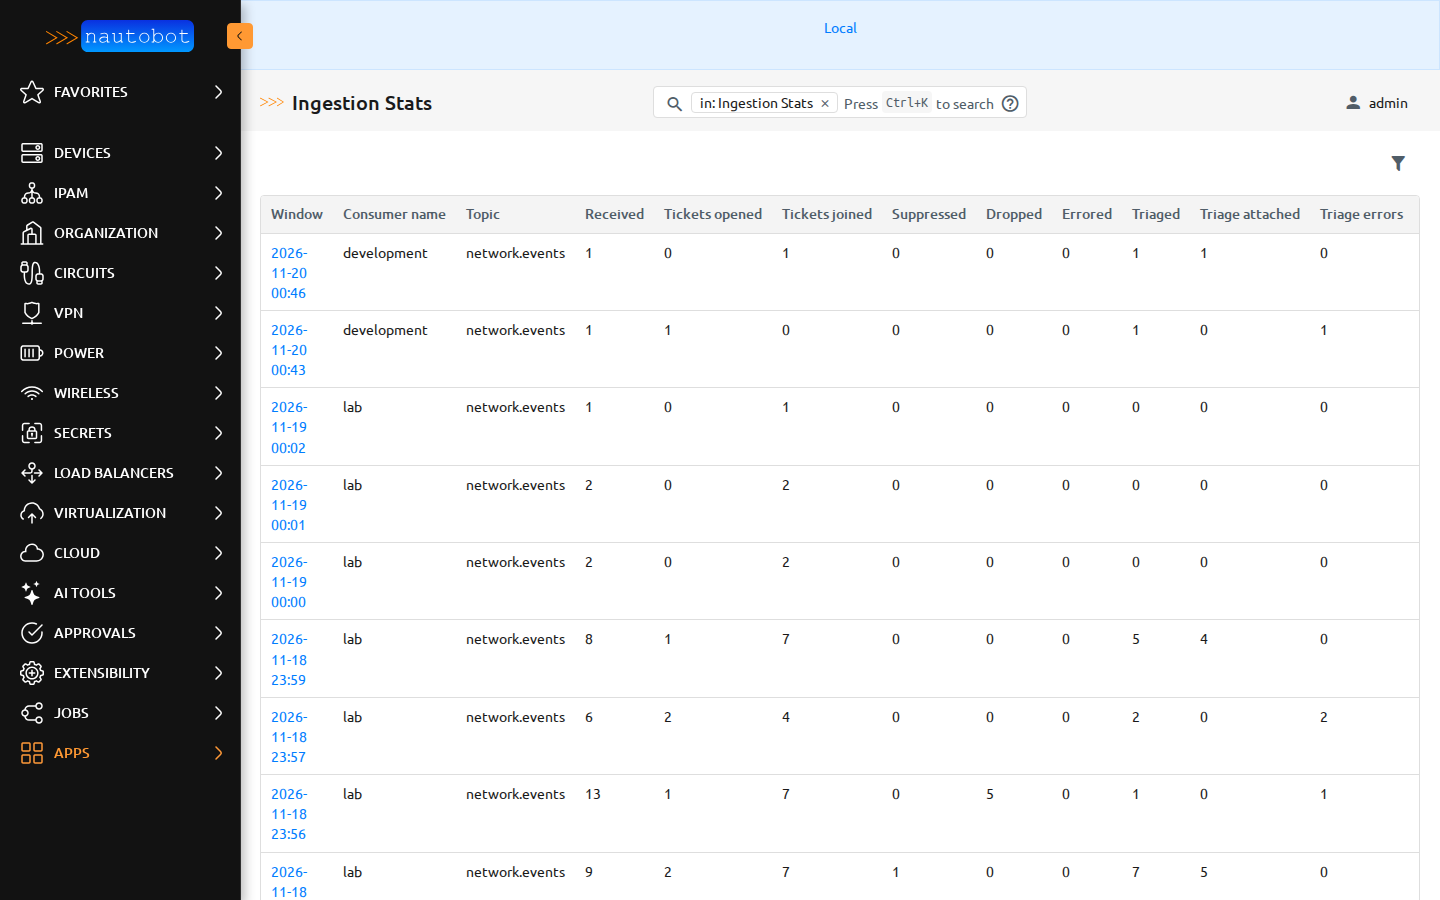 Local
nautobot
Ingestion Stats
in: Ingestion Stats × Press Ctrl+K to search
admin
FAVORITES
DEVICES
IPAM
ORGANIZATION
CIRCUITS
VPN
POWER
WIRELESS
SECRETS
LOAD BALANCERS
VIRTUALIZATION
CLOUD
AI TOOLS
APPROVALS
EXTENSIBILITY
JOBS
APPS
Window Consumer name Topic Received Tickets opened Tickets joined Suppressed Dropped Errored Triaged Triage attached Triage errors
2026- development network.events 1 0 1 0 0 0 1 1 0
11-20
00:46
2026- development network.events 1 1 0 0 0 0 1 0 1
11-20
00:43
2026- lab network.events 1 0 1 0 0 0 0 0 0
11-19
00:02
2026- lab network.events 2 0 2 0 0 0 0 0 0
11-19
00:01
2026- lab network.events 2 0 2 0 0 0 0 0 0
11-19
00:00
2026- lab network.events 8 1 7 0 0 0 5 4 0
11-18
23:59
2026- lab network.events 6 2 4 0 0 0 2 0 2
11-18
23:57
2026- lab network.events 13 1 7 0 5 0 1 0 1
11-18
23:56
2026- lab network.events 9 2 7 1 0 0 7 5 0
11-18